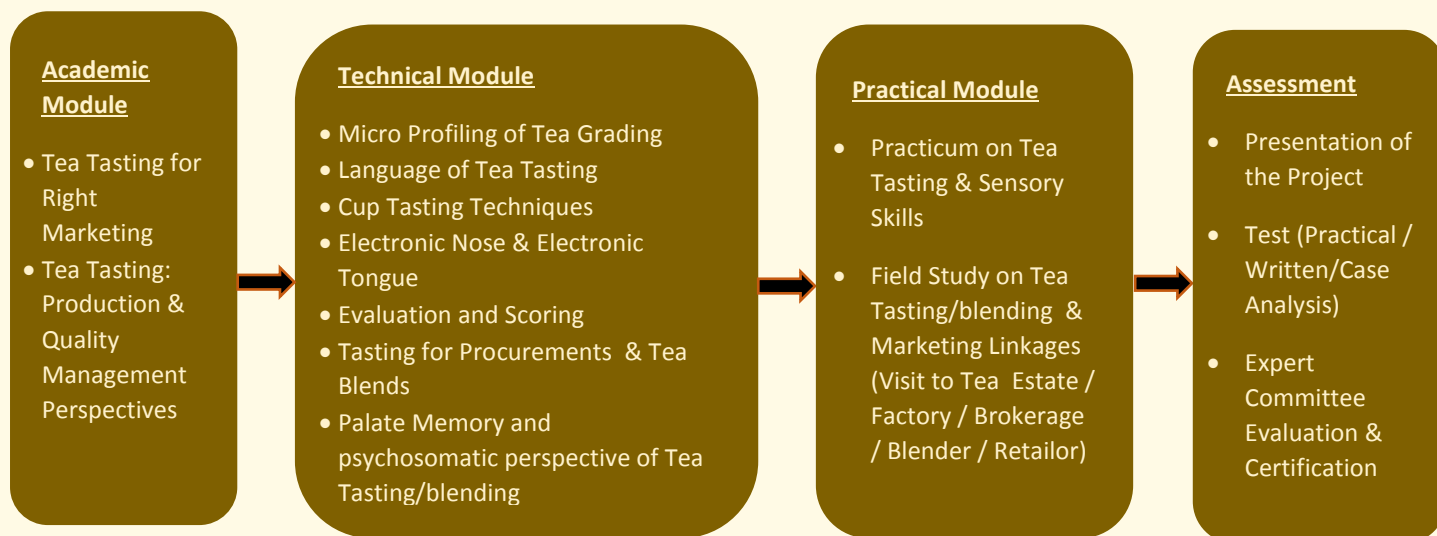 Academic
Module
• Tea Tasting for
Right
Marketing
• Tea Tasting:
Production &
Quality
Management
Perspectives
Technical Module
• Micro Profiling of Tea Grading
• Language of Tea Tasting
• Cup Tasting Techniques
• Electronic Nose & Electronic
Tongue
• Evaluation and Scoring
• Tasting for Procurements & Tea
Blends
• Palate Memory and
psychosomatic perspective of Tea
Tasting/blending
Practical Module
• Practicum on Tea
Tasting & Sensory
Skills
• Field Study on Tea
Tasting/blending &
Marketing Linkages
(Visit to Tea Estate /
Factory / Brokerage
/ Blender / Retailor)
Assessment
• Presentation of
the Project
• Test (Practical /
Written/Case
Analysis)
• Expert
Committee
Evaluation &
Certification